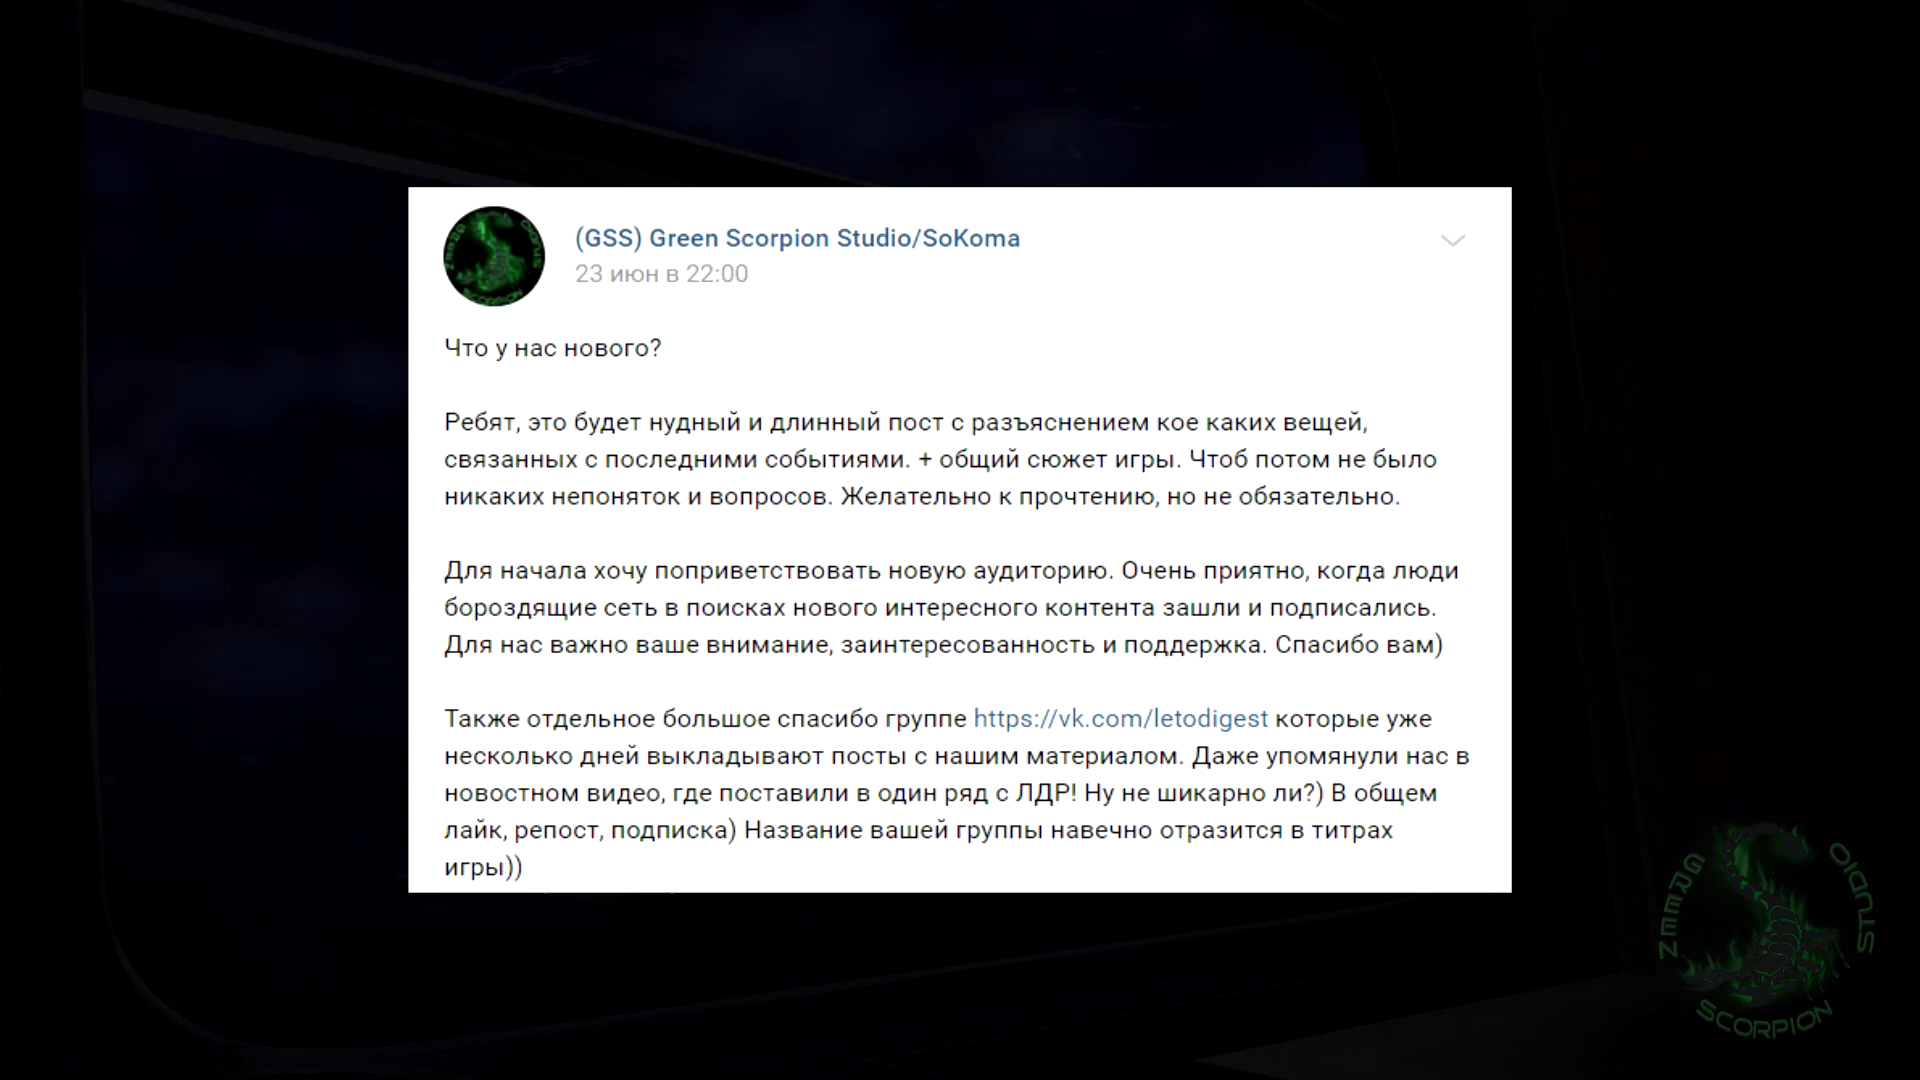 (GSS) Green Scorpion Studio/SoKoma
23 июн в 22:00
Что у нас нового?
Ребят, это будет нудный и длинный пост с разъяснением кое каких вещей,
связанных с последними событиями. + общий сюжет игры. Чтоб потом не было
никаких непоняток и вопросов. Желательно к прочтению, но не обязательно.
Для начала хочу поприветствовать новую аудиторию. Очень приятно, когда люди
бороздящие сеть в поисках нового интересного контента зашли и подписались.
Для нас важно ваше внимание, заинтересованность и поддержка. Спасибо вам)
Также отдельное большое спасибо группе https://vk.com/letodigest которые уже
несколько дней выкладывают посты с нашим материалом. Даже упомянули нас в
новостном видео, где поставили в один ряд с ЛДР! Ну не шикарно ли?) В общем
лайк, репост, подписка) Название вашей группы навечно отразится в титрах
игры))
GREEN
SCORPION
STUDIO